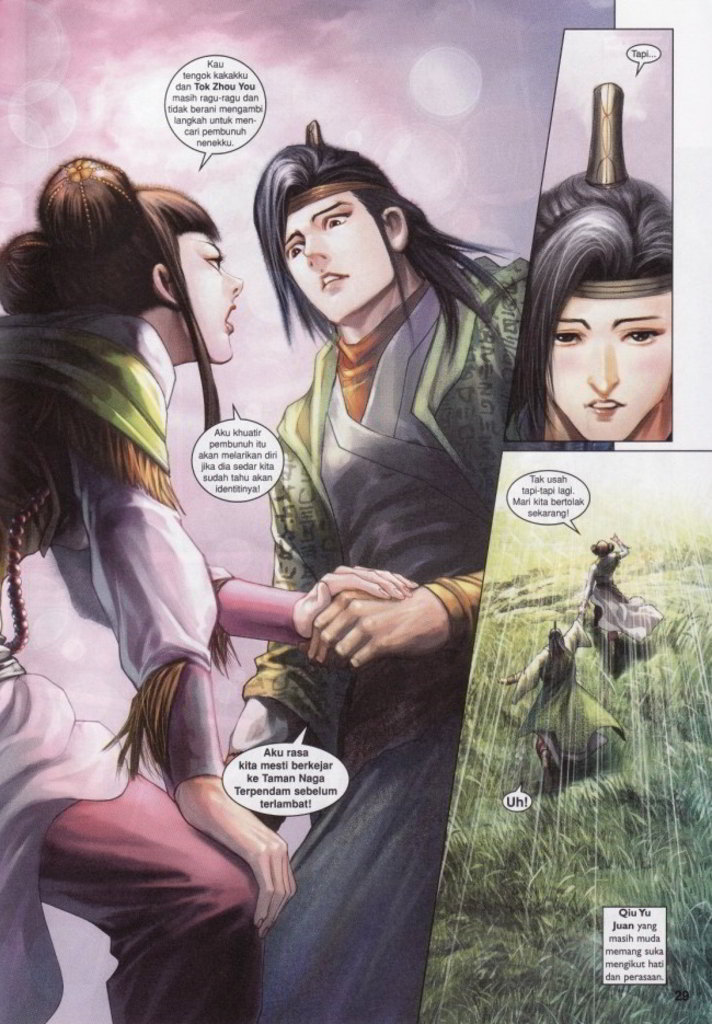 Kau
tengok kakakku
dan Tok Zhou You
masih ragu-ragu dan
tidak berani mengambi
langkah untuk men-
cari pembunuh
nenekku.
Aku khuatir
pembunuh itu
akan melarikan diri
jika dia sedar kita
sudah tahu akan
identitinya!
Aku rasa
kita mesti berkejar
ke Taman Naga
Terpendam sebelum
terlambat!
Tapi...
Tak usah
tapi-tapi lagi.
Mari kita bertolak
sekarang!
Uh!
Qiu Yu
Juan yang
masih muda
memang suka
mengikut hati
dan perasaan.
29